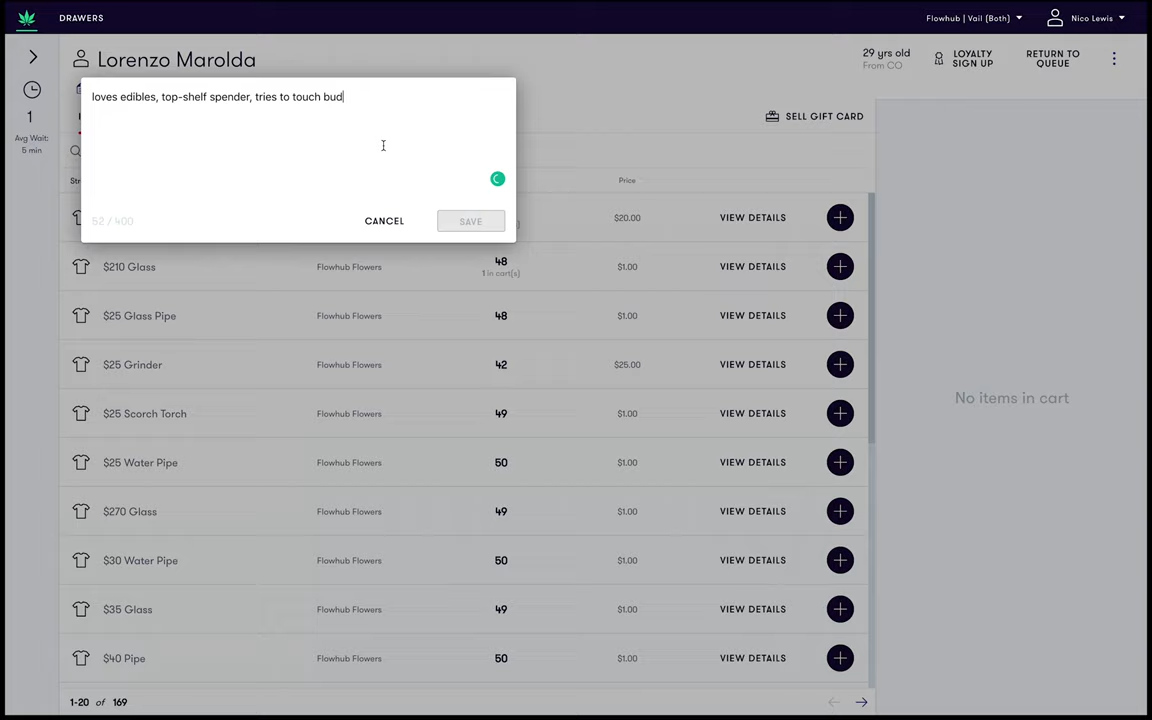 DRAWERS
Flowhub | Vail (Both)
Nico Lewis
Lorenzo Marolda
29 yrs old
From CO
LOYALTY
SIGN UP
RETURN TO
QUEUE
1
Avg Wait:
5 min
loves edibles, top-shelf spender, tries to touch bud
52 / 400
CANCEL
SAVE
SELL GIFT CARD
Price
$20.00 VIEW DETAILS
$210 Glass Flowhub Flowers 48 $1.00 VIEW DETAILS
1 in cart(s)
$25 Glass Pipe Flowhub Flowers 48 $1.00 VIEW DETAILS
$25 Grinder Flowhub Flowers 42 $25.00 VIEW DETAILS
$25 Scorch Torch Flowhub Flowers 49 $1.00 VIEW DETAILS
$25 Water Pipe Flowhub Flowers 50 $1.00 VIEW DETAILS
$270 Glass Flowhub Flowers 49 $1.00 VIEW DETAILS
$30 Water Pipe Flowhub Flowers 50 $1.00 VIEW DETAILS
$35 Glass Flowhub Flowers 49 $1.00 VIEW DETAILS
$40 Pipe Flowhub Flowers 50 $1.00 VIEW DETAILS
No items in cart
1-20 of 169